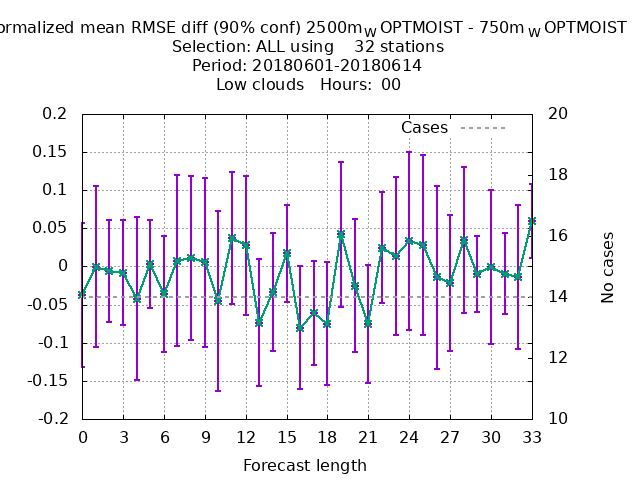 ormalized mean RMSE diff (90% conf) 2500mW OPTMOIST - 750mW OPTMOIST
Selection: ALL using 32 stations
Period: 20180601-20180614
Low clouds Hours: 00
Cases
0.2
0.15
0.1
0.05
0
-0.05
-0.1
-0.15
-0.2
20
18
16
14
12
10
No cases
0 3 6 9 12 15 18 21 24 27 30 33
Forecast length